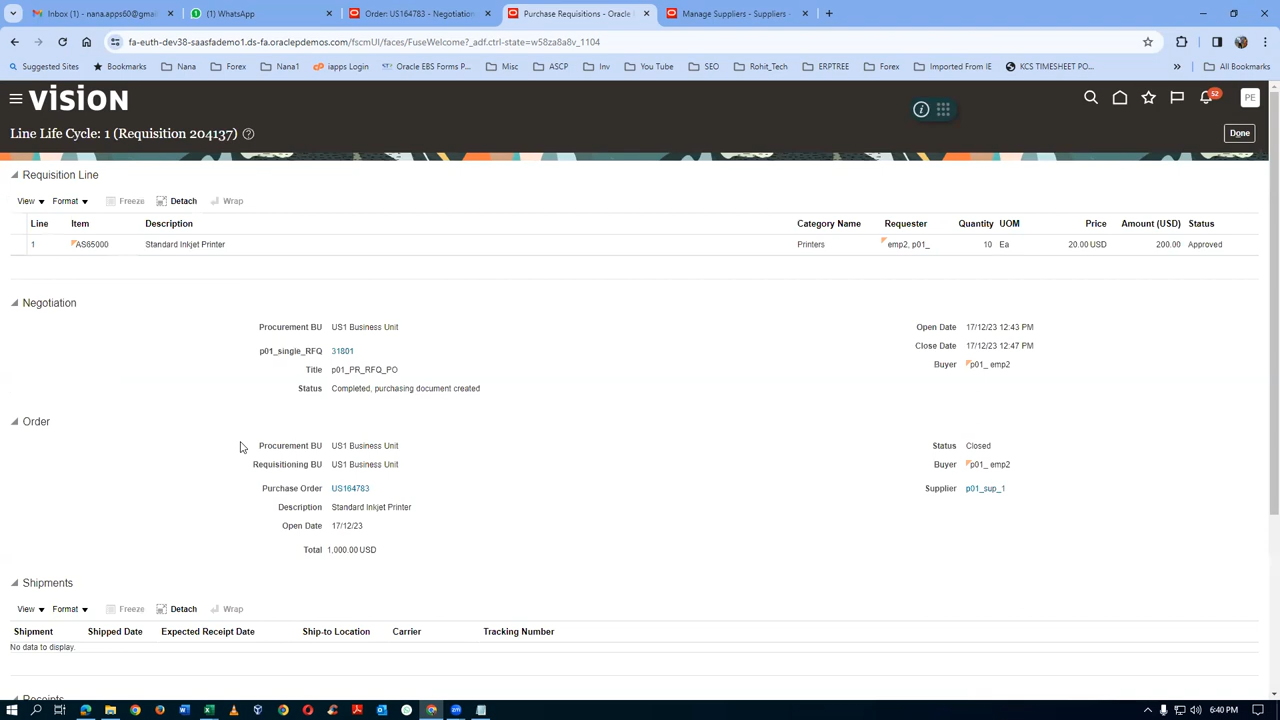 M nana.apps60@gmail
(1) WhatsApp
Order: US164783 - Negotiation
Purchase Requisitions - Oracle
Manage Suppliers - Suppliers -
fa-euth-dev38-saasfademo1.ds-fa.oraclepdemos.com/fscmUI/faces/FuseWelcome?_adf.ctrl-state=w58za8a8v_1104
Suggested Sites
Bookmarks
Nana
Forex
Nana1
iapps Login
Oracle EBS Forms P...
Misc
ASCP
Inv
You Tube
SEO
Rohit_Tech
ERPTREE
Forex
Imported From IE
KCS TIMESHEET PO...
All Bookmarks
VISION
52
PE
Line Life Cycle: 1 (Requisition 204137)
Done
Requisition Line
View Format Freeze Detach Wrap
Line Item Description Category Name Requester Quantity UOM Price Amount (USD) Status
1 AS65000 Standard Inkjet Printer Printers emp2, p01_ 10 Ea 20.00 USD 200.00 Approved
Negotiation
Procurement BU US1 Business Unit
Open Date 17/12/23 12:43 PM
p01_single_RFQ 31801
Close Date 17/12/23 12:47 PM
Title p01_PR_RFQ_PO
Buyer p01_ emp2
Status Completed, purchasing document created
Order
Procurement BU US1 Business Unit
Status Closed
Requisitioning BU US1 Business Unit
Buyer p01_ emp2
Purchase Order US164783
Supplier p01_sup_1
Description Standard Inkjet Printer
Open Date 17/12/23
Total 1,000.00 USD
Shipments
View Format Freeze Detach Wrap
Shipment Shipped Date Expected Receipt Date Ship-to Location Carrier Tracking Number
No data to display.
Receipts
6:40 PM